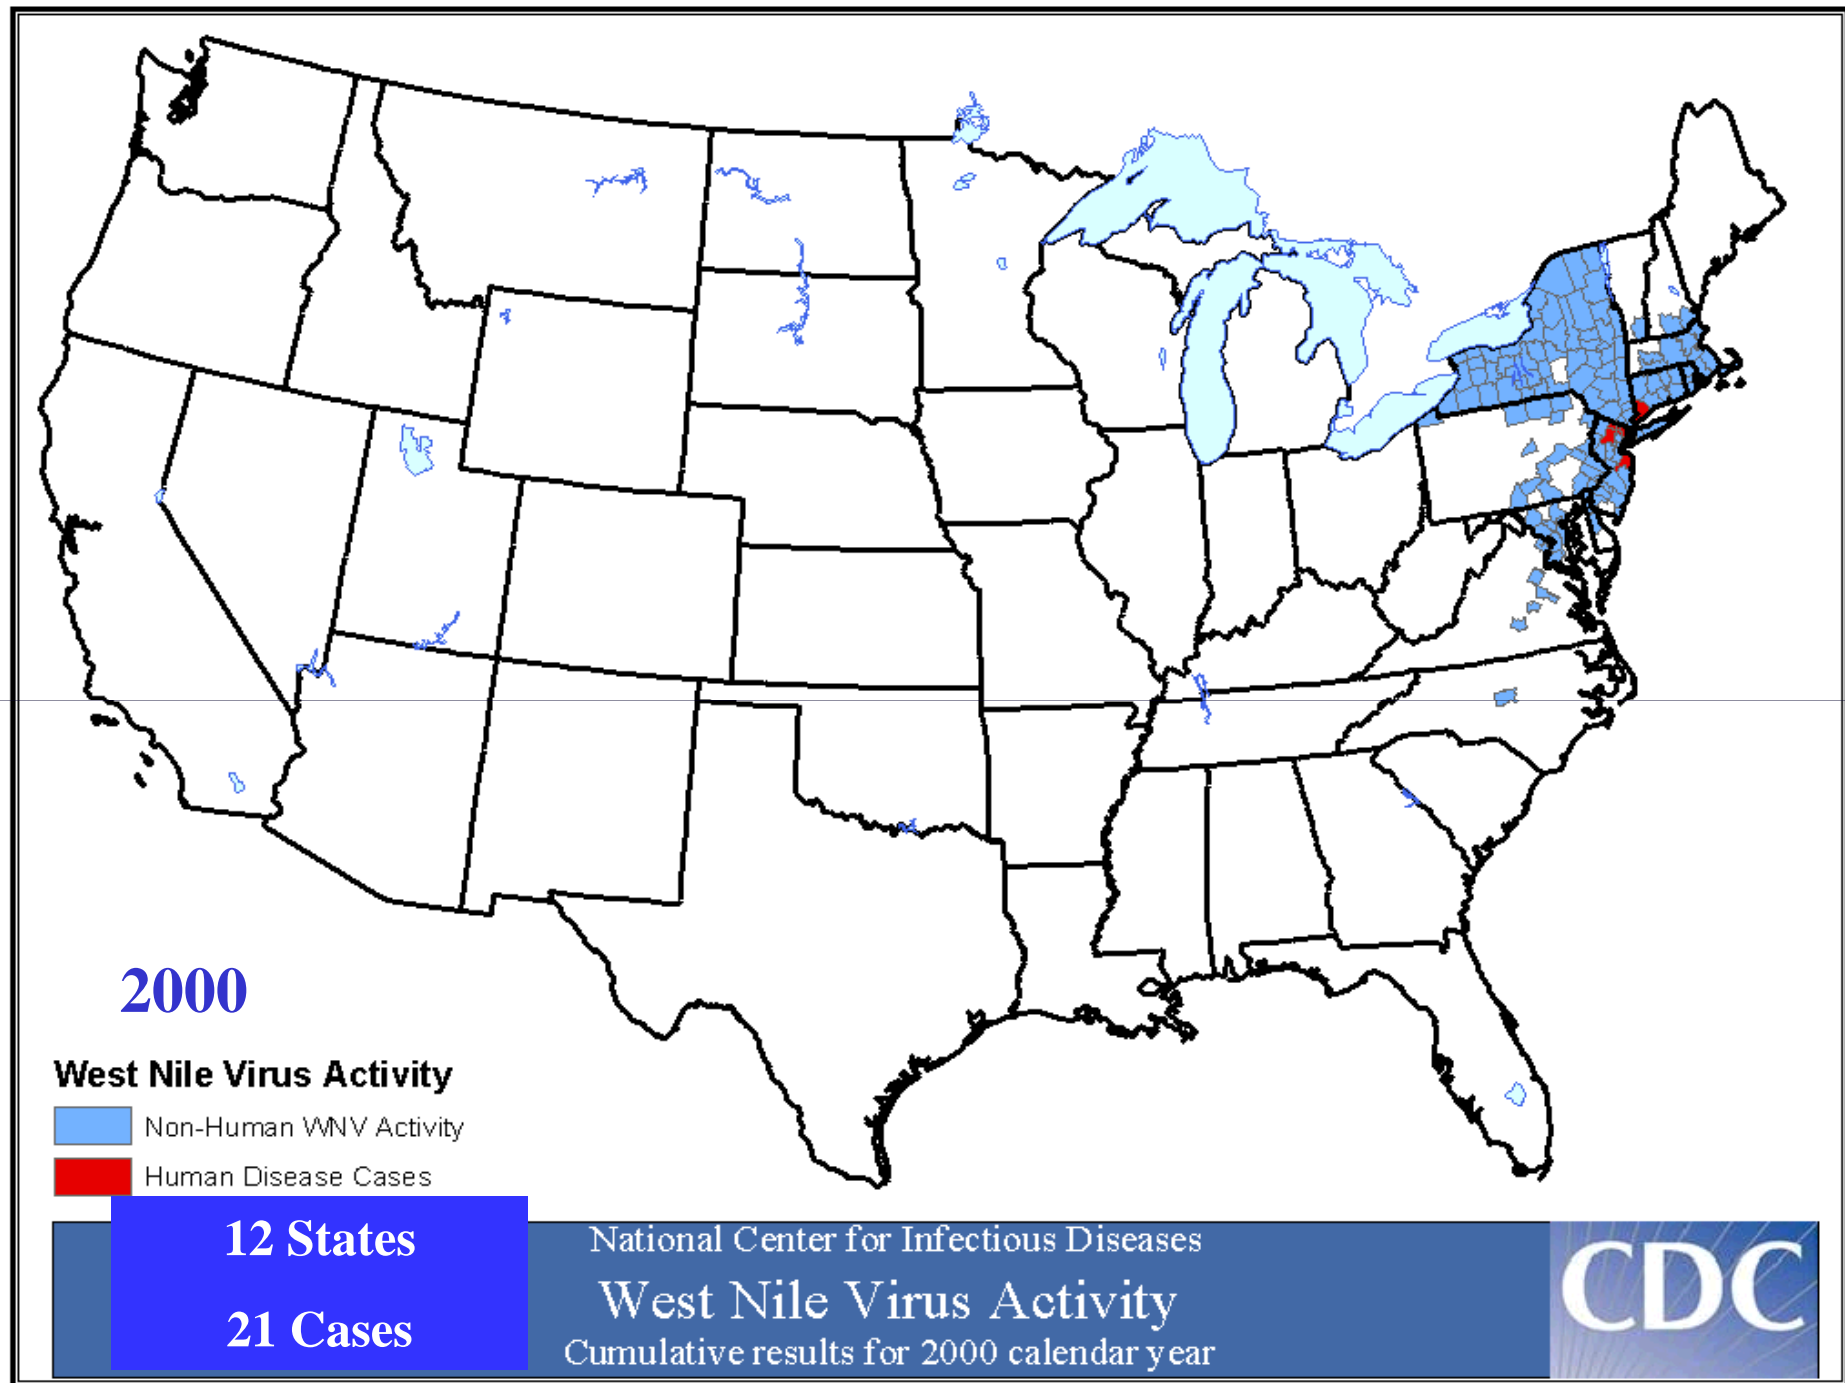 2000
West Nile Virus Activity
Non-Human WNV Activity
Human Disease Cases
12 States
21 Cases
National Center for Infectious Diseases
West Nile Virus Activity
Cumulative results for 2000 calendar year
CDC